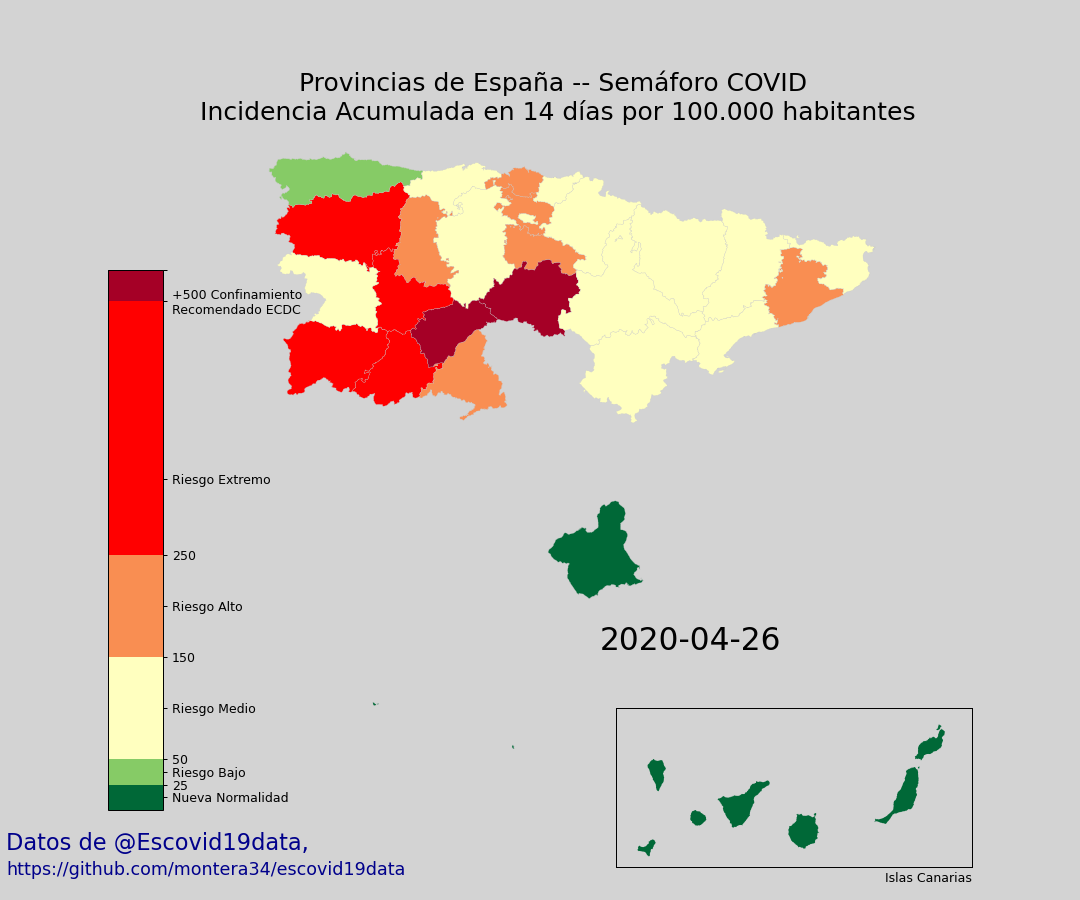 Provincias de España -- Semáforo COVID
Incidencia Acumulada en 14 días por 100.000 habitantes
+500 Confinamiento
Recomendado ECDC
Riesgo Extremo
250
Riesgo Alto
150
Riesgo Medio
50
Riesgo Bajo
25
Nueva Normalidad
2020-04-26
Islas Canarias
Datos de @Escovid19data,
https://github.com/montera34/escovid19data